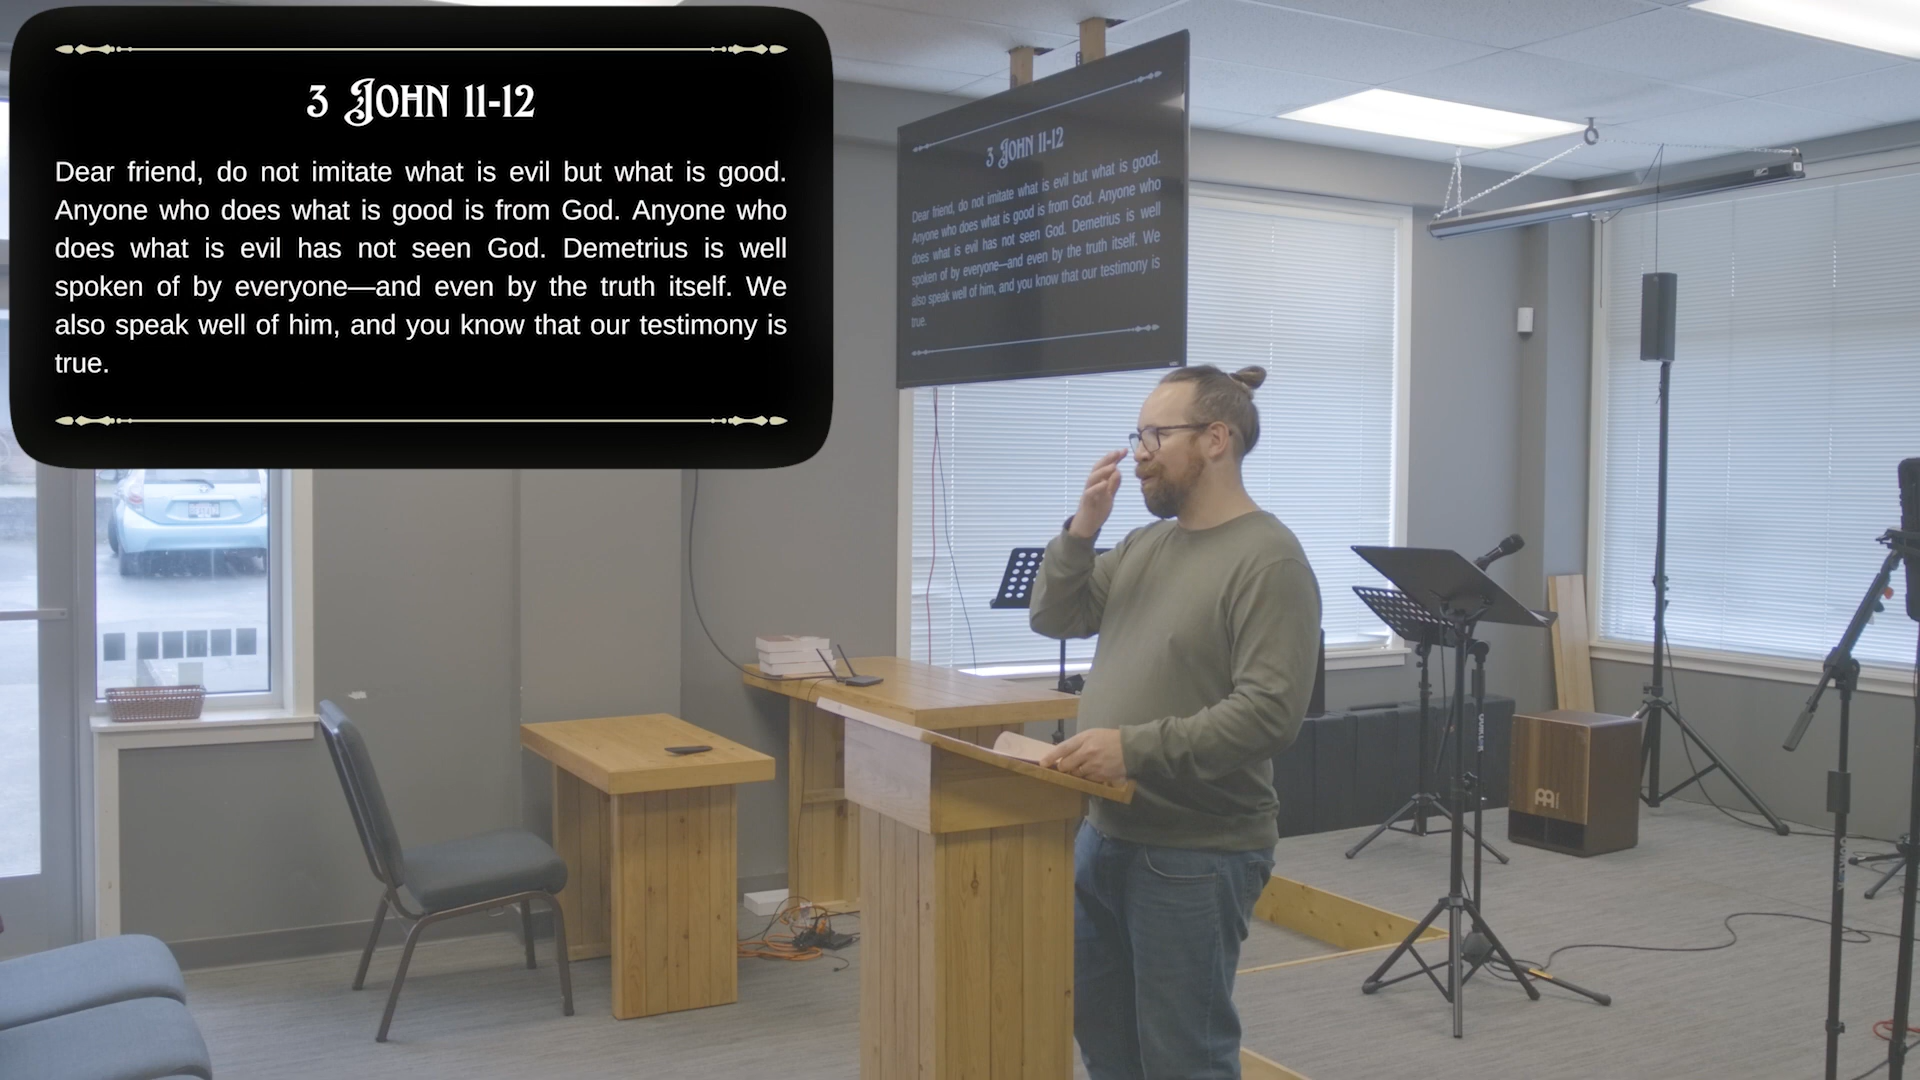 3 John 11-12
Dear friend, do not imitate what is evil but what is good.
Anyone who does what is good is from God. Anyone who
does what is evil has not seen God. Demetrius is well
spoken of by everyone—and even by the truth itself. We
also speak well of him, and you know that our testimony is
true.
3 John 11-12
Dear friend, do not imitate what is evil but what is good.
Anyone who does what is good is from God. Anyone who
does what is evil has not seen God. Demetrius is well
spoken of by everyone—and even by the truth itself. We
also speak well of him, and you know that our testimony is
true.